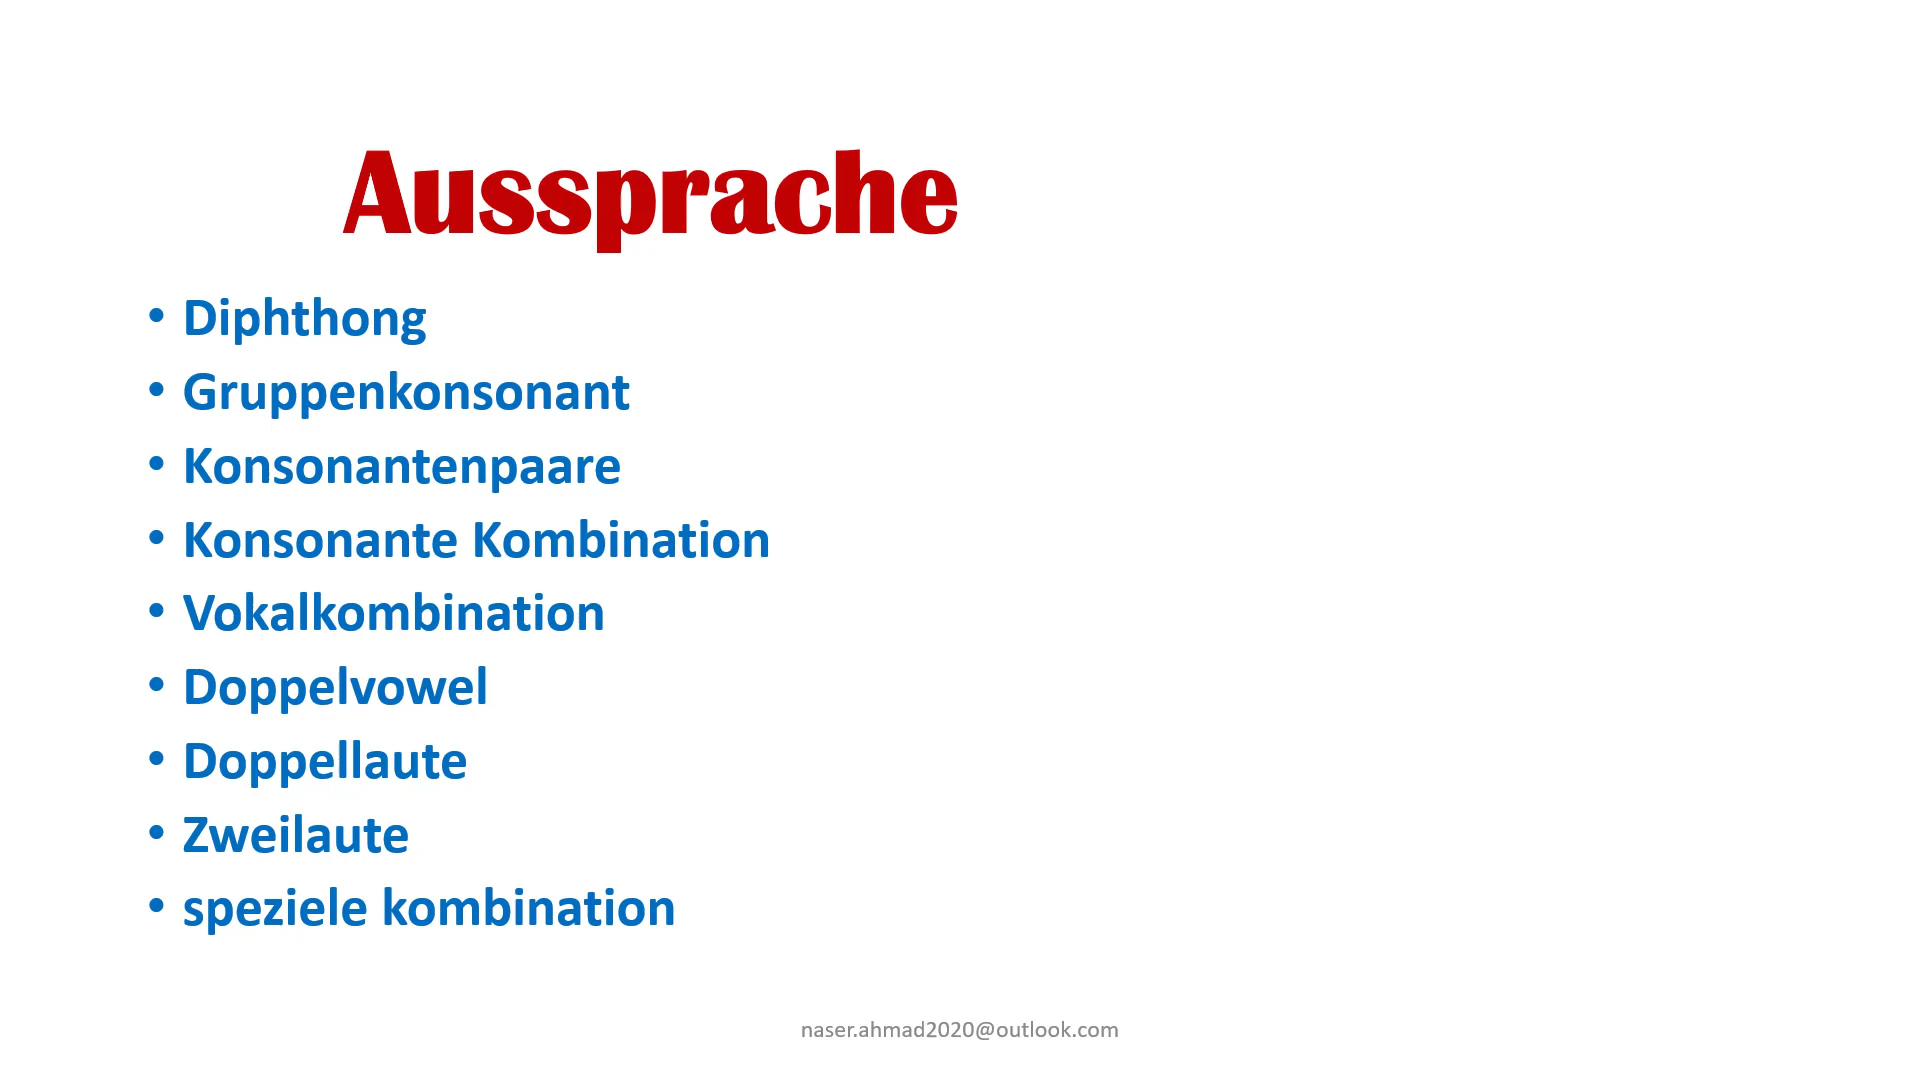 Aussprache
• Diphthong
• Gruppenkonsonant
• Konsonantenpaare
• Konsonante Kombination
• Vokalkombination
• Doppelvowel
• Doppellaute
• Zweilaute
• speziele kombination
naser.ahmad2020@outlook.com